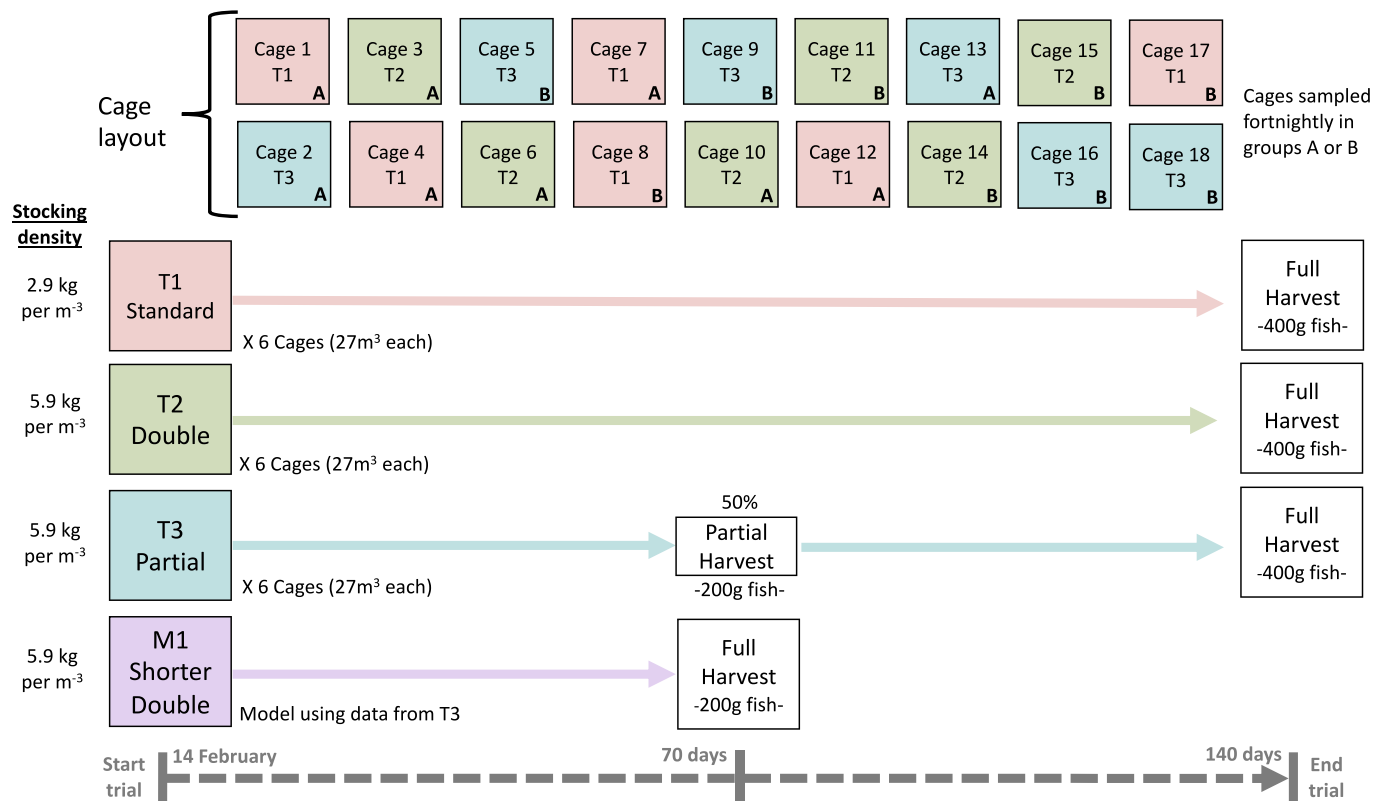 Cage layout
Cage 1
T1
A
Cage 3
T2
A
Cage 5
T3
B
Cage 7
T1
A
Cage 9
T3
B
Cage 11
T2
B
Cage 13
T3
A
Cage 15
T2
B
Cage 17
T1
B
Cage 2
T3
A
Cage 4
T1
A
Cage 6
T2
A
Cage 8
T1
B
Cage 10
T2
A
Cage 12
T1
A
Cage 14
T2
B
Cage 16
T3
B
Cage 18
T3
B
Cages sampled
fortnightly in
groups A or B
Stocking
density
2.9 kg
per m⁻³
T1
Standard
X 6 Cages (27m³ each)
Full
Harvest
-400g fish-
5.9 kg
per m⁻³
T2
Double
X 6 Cages (27m³ each)
Full
Harvest
-400g fish-
5.9 kg
per m⁻³
T3
Partial
X 6 Cages (27m³ each)
50%
Partial
Harvest
-200g fish-
Full
Harvest
-400g fish-
5.9 kg
per m⁻³
M1
Shorter
Double
Model using data from T3
Full
Harvest
-200g fish-
Start
trial
14 February
70 days
140 days
End
trial